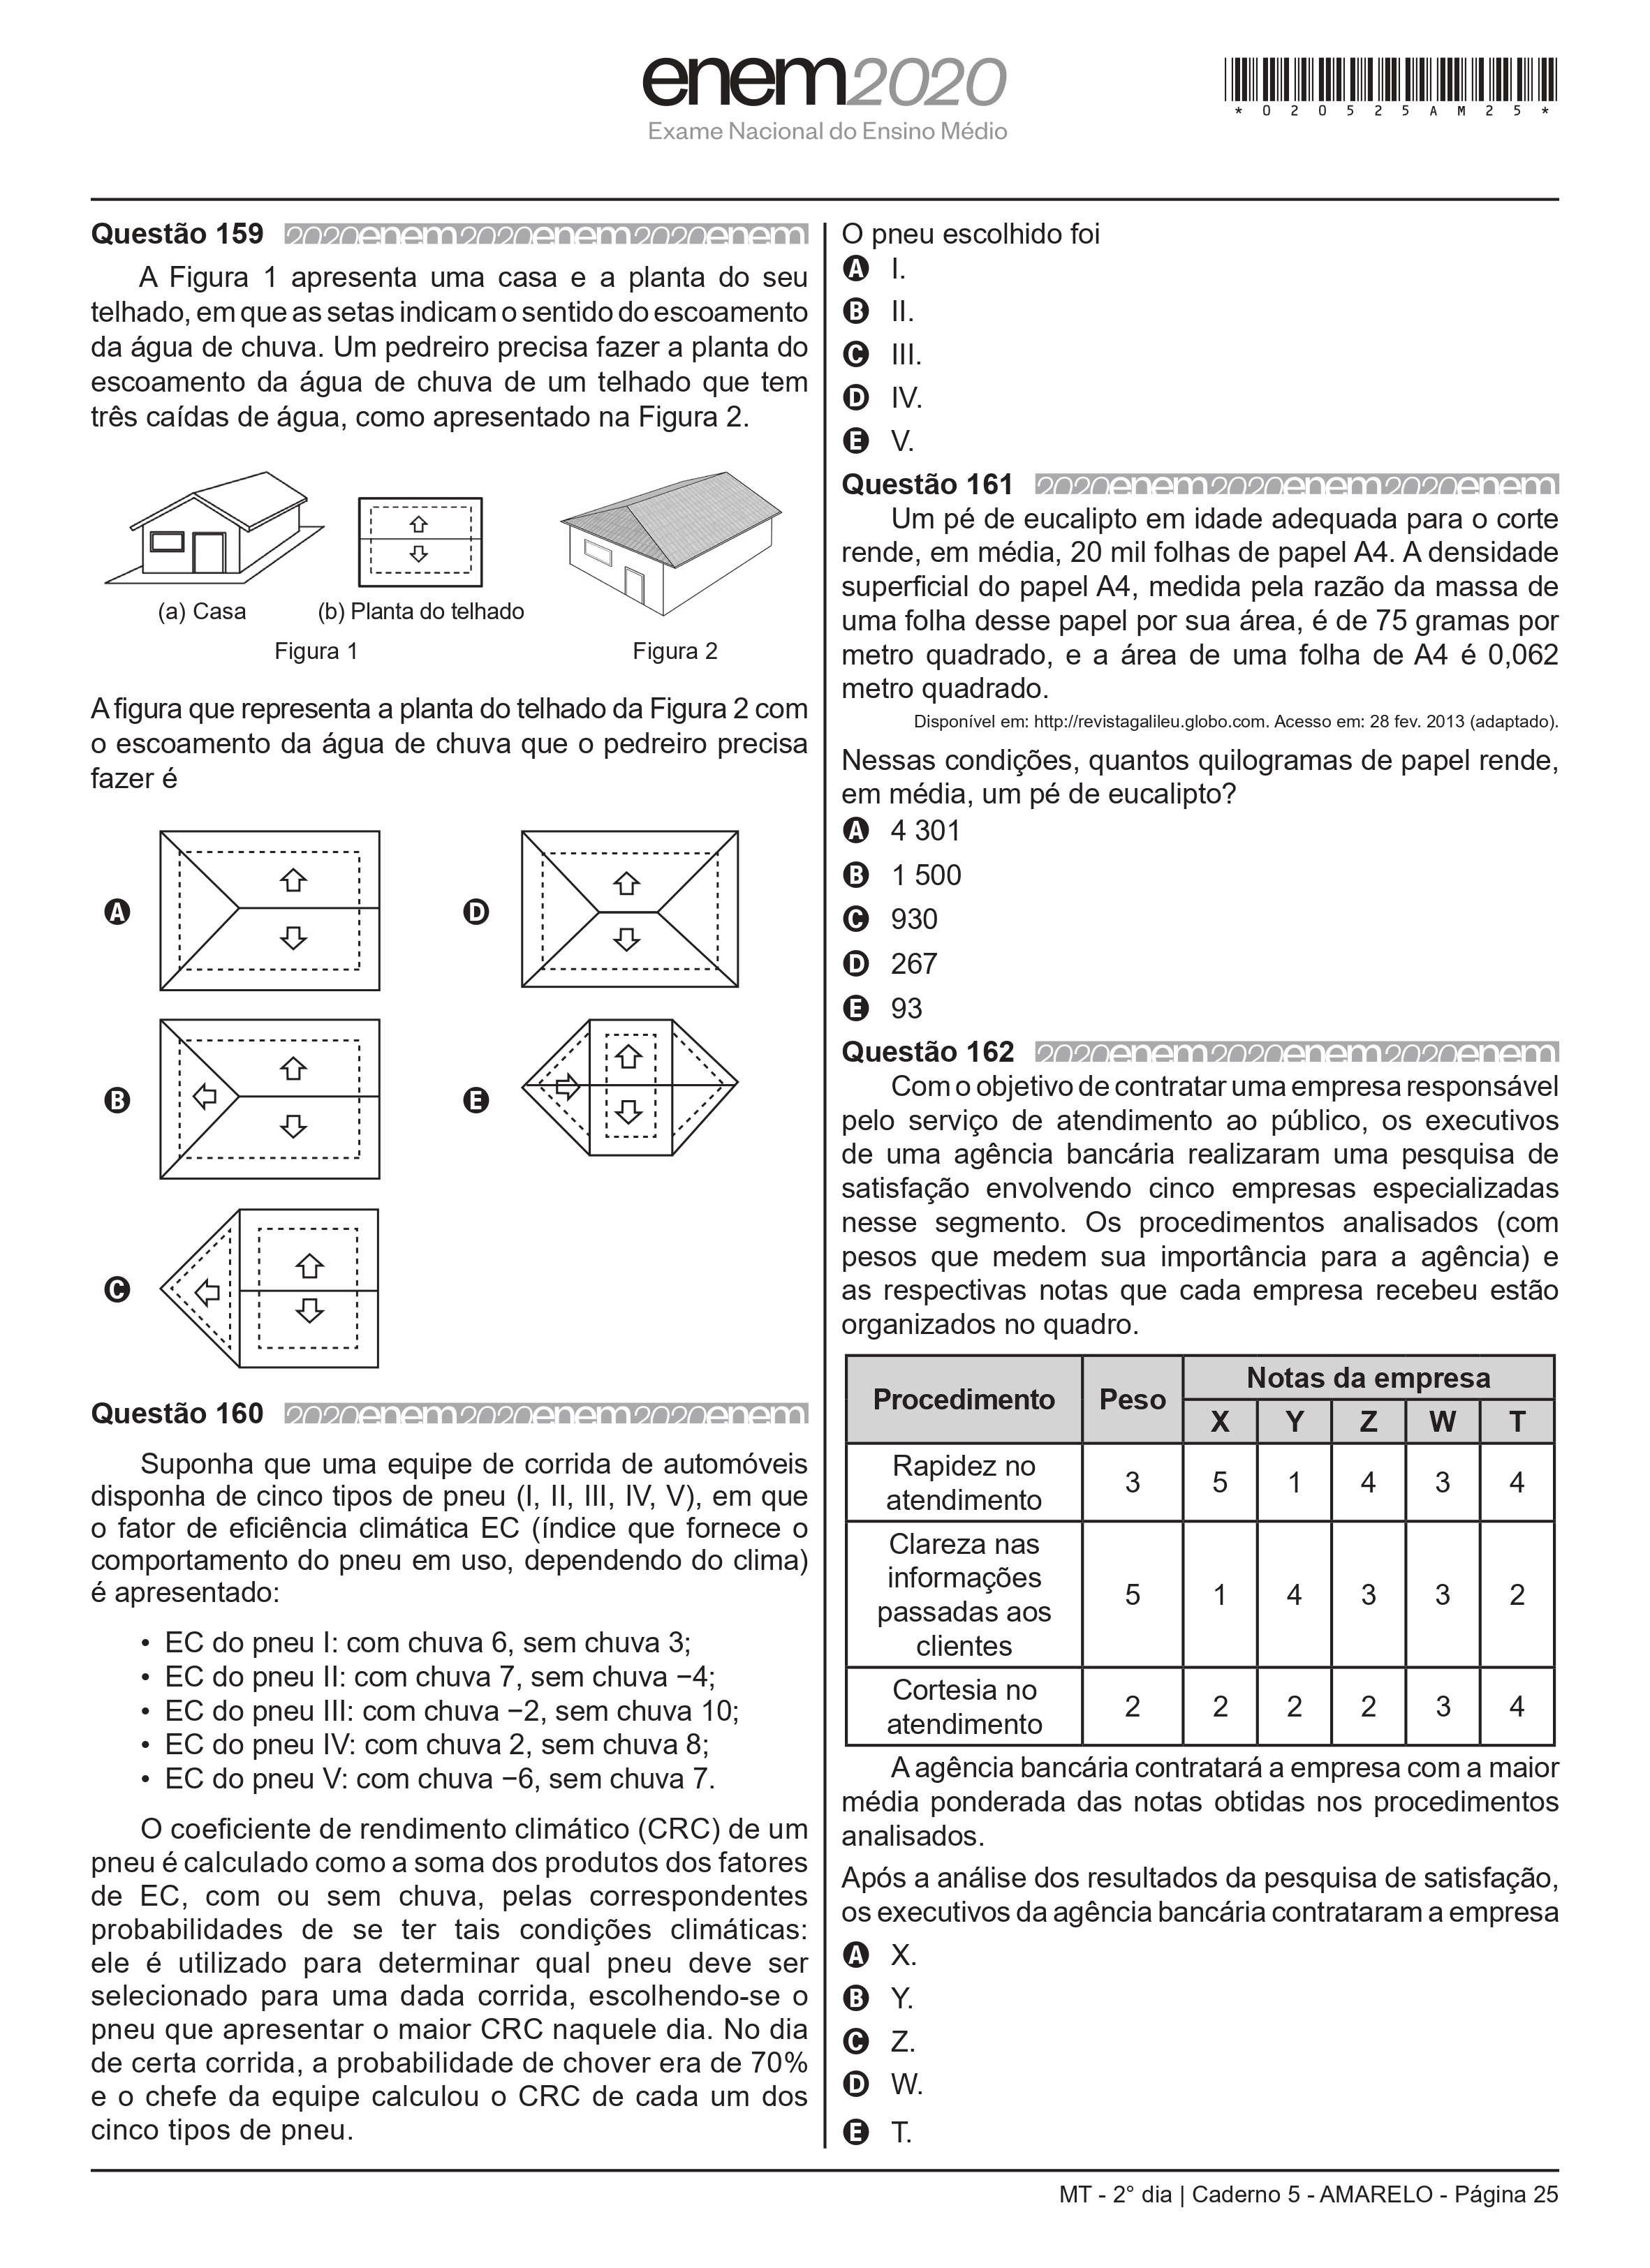 enem2020
Exame Nacional do Ensino Médio
*020525AM25*
Questão 159 2020enem2020enem2020enem
A Figura 1 apresenta uma casa e a planta do seu
telhado, em que as setas indicam o sentido do escoamento
da água de chuva. Um pedreiro precisa fazer a planta do
escoamento da água de chuva de um telhado que tem
três caídas de água, como apresentado na Figura 2.
(a) Casa
(b) Planta do telhado
Figura 1
Figura 2
A figura que representa a planta do telhado da Figura 2 com
o escoamento da água de chuva que o pedreiro precisa
fazer é
A
D
B
E
C
Questão 160 2020enem2020enem2020enem
Suponha que uma equipe de corrida de automóveis
disponha de cinco tipos de pneu (I, II, III, IV, V), em que
o fator de eficiência climática EC (índice que fornece o
comportamento do pneu em uso, dependendo do clima)
é apresentado:
• EC do pneu I: com chuva 6, sem chuva 3;
• EC do pneu II: com chuva 7, sem chuva −4;
• EC do pneu III: com chuva −2, sem chuva 10;
• EC do pneu IV: com chuva 2, sem chuva 8;
• EC do pneu V: com chuva −6, sem chuva 7.
O coeficiente de rendimento climático (CRC) de um
pneu é calculado como a soma dos produtos dos fatores
de EC, com ou sem chuva, pelas correspondentes
probabilidades de se ter tais condições climáticas:
ele é utilizado para determinar qual pneu deve ser
selecionado para uma dada corrida, escolhendo-se o
pneu que apresentar o maior CRC naquele dia. No dia
de certa corrida, a probabilidade de chover era de 70%
e o chefe da equipe calculou o CRC de cada um dos
cinco tipos de pneu.
O pneu escolhido foi
A I.
B II.
C III.
D IV.
E V.
Questão 161 2020enem2020enem2020enem
Um pé de eucalipto em idade adequada para o corte
rende, em média, 20 mil folhas de papel A4. A densidade
superficial do papel A4, medida pela razão da massa de
uma folha desse papel por sua área, é de 75 gramas por
metro quadrado, e a área de uma folha de A4 é 0,062
metro quadrado.
Disponível em: http://revistagalileu.globo.com. Acesso em: 28 fev. 2013 (adaptado).
Nessas condições, quantos quilogramas de papel rende,
em média, um pé de eucalipto?
A 4 301
B 1 500
C 930
D 267
E 93
Questão 162 2020enem2020enem2020enem
Com o objetivo de contratar uma empresa responsável
pelo serviço de atendimento ao público, os executivos
de uma agência bancária realizaram uma pesquisa de
satisfação envolvendo cinco empresas especializadas
nesse segmento. Os procedimentos analisados (com
pesos que medem sua importância para a agência) e
as respectivas notas que cada empresa recebeu estão
organizados no quadro.
Procedimento Peso Notas da empresa
X Y Z W T
Rapidez no
atendimento 3 5 1 4 3 4
Clareza nas
informações
passadas aos
clientes 5 1 4 3 3 2
Cortesia no
atendimento 2 2 2 2 3 4
A agência bancária contratará a empresa com a maior
média ponderada das notas obtidas nos procedimentos
analisados.
Após a análise dos resultados da pesquisa de satisfação,
os executivos da agência bancária contrataram a empresa
A X.
B Y.
C Z.
D W.
E T.
MT - 2° dia | Caderno 5 - AMARELO - Página 25